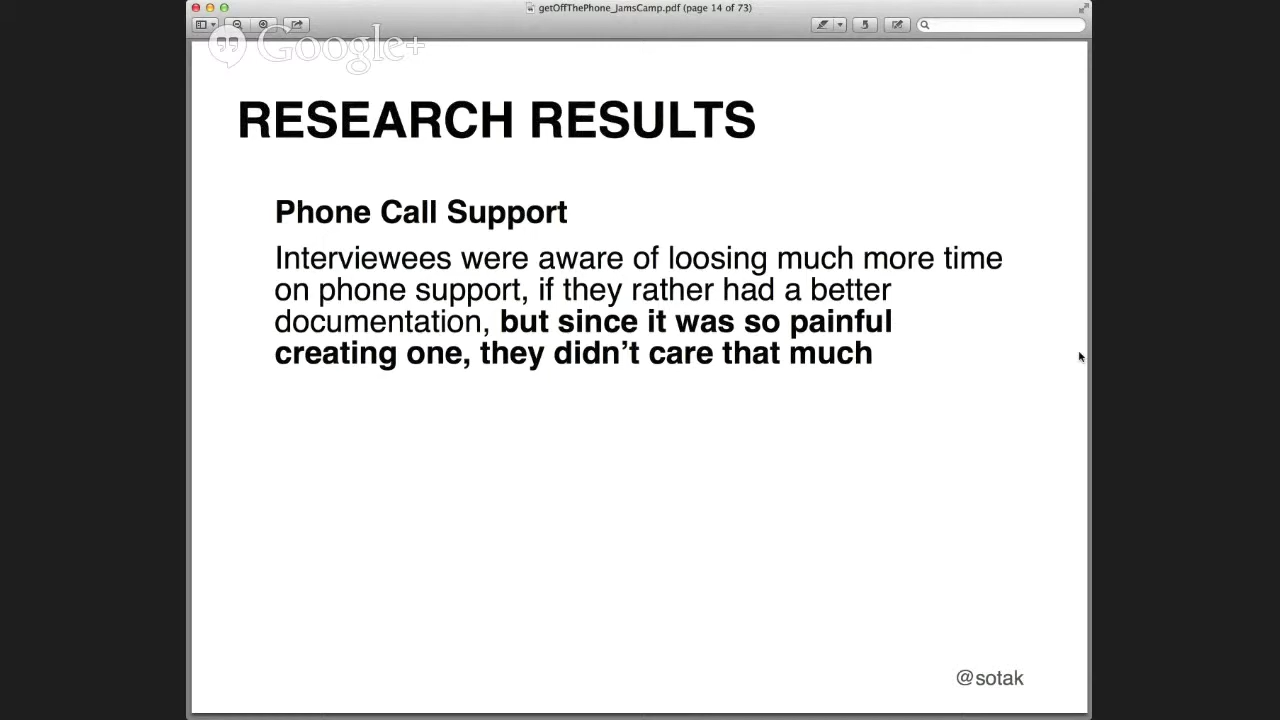 getOffThePhone_JamsCamp.pdf (page 14 of 73)
Google+
RESEARCH RESULTS
Phone Call Support
Interviewees were aware of loosing much more time
on phone support, if they rather had a better
documentation, but since it was so painful
creating one, they didn’t care that much
@sotak